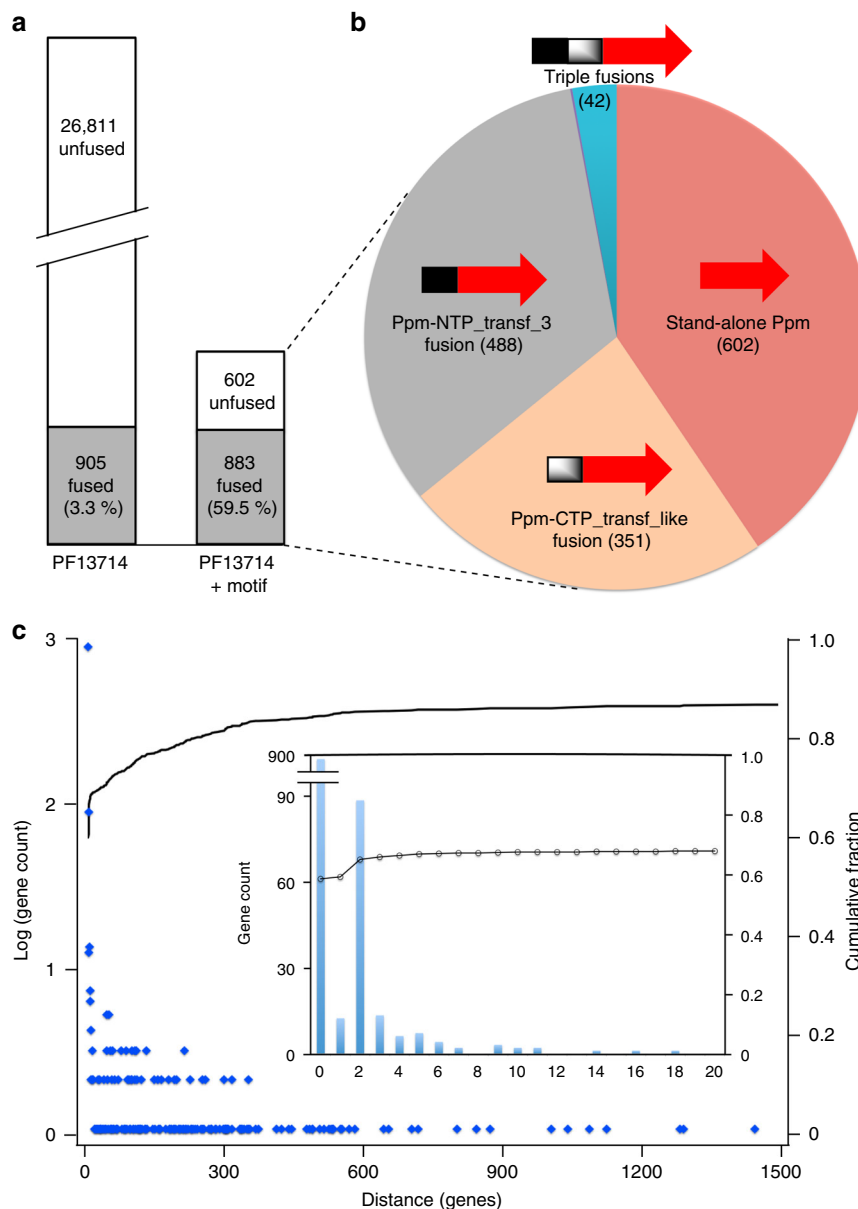 a
26,811
unfused
905
fused
(3.3 %)
PF13714
602
unfused
883
fused
(59.5 %)
PF13714
+ motif
b
Triple fusions
(42)
Ppm-NTP_transf_3
fusion (488)
Stand-alone Ppm
(602)
Ppm-CTP_transf_like
fusion (351)
c
Log (gene count)
3
2
1
0
0
300
600
900
1200
1500
Distance (genes)
1.0
0.8
0.6
0.4
0.2
0
Cumulative fraction
Gene count
900
90
60
30
0
0
2
4
6
8
10
12
14
16
18
20
1.0
0.8
0.6
0.4
0.2
0